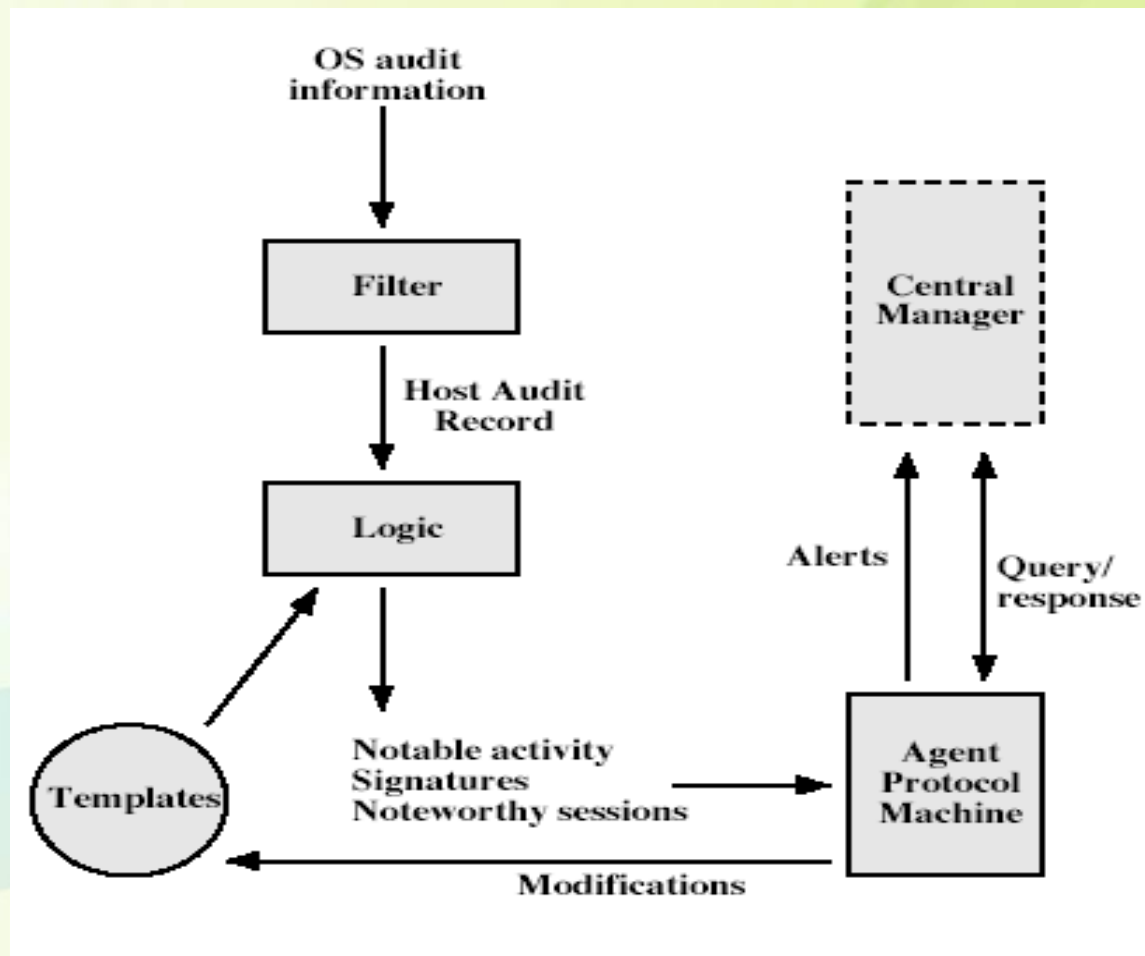 OS audit
information
Filter
Host Audit
Record
Logic
Templates
Notable activity
Signatures
Noteworthy sessions
Modifications
Central
Manager
Alerts
Query/
response
Agent
Protocol
Machine